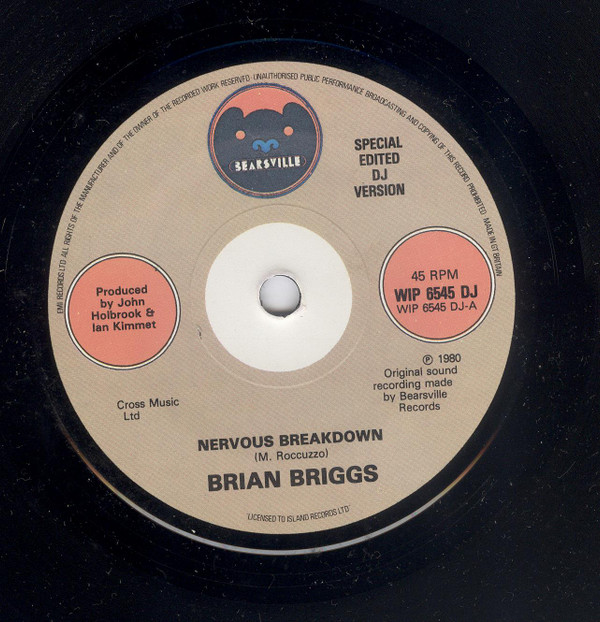 EMI RECORDS LTD ALL RIGHTS OF THE MANUFACTURER AND OF THE OWNER OF THE RECORDED WORK RESERVED · UNAUTHORISED PUBLIC PERFORMANCE BROADCASTING AND COPYING OF THIS RECORD PROHIBITED · MADE IN GT BRITAIN
BEARSVILLE
SPECIAL
EDITED
DJ
VERSION
Produced
by John
Holbrook &
Ian Kimmet
45 RPM
WIP 6545 DJ
WIP 6545 DJ-A
℗ 1980
Original sound
recording made
by Bearsville
Records
Cross Music
Ltd
NERVOUS BREAKDOWN
(M. Roccuzzo)
BRIAN BRIGGS
'LICENSED TO ISLAND RECORDS LTD'